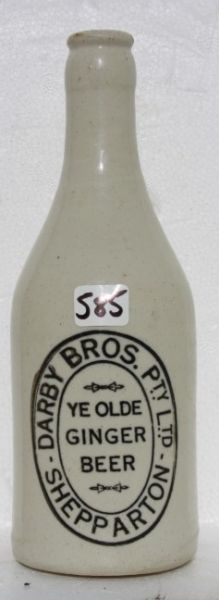 585
DARBY BROS. PTY LTD
YE OLDE
GINGER
BEER
- SHEPPARTON -